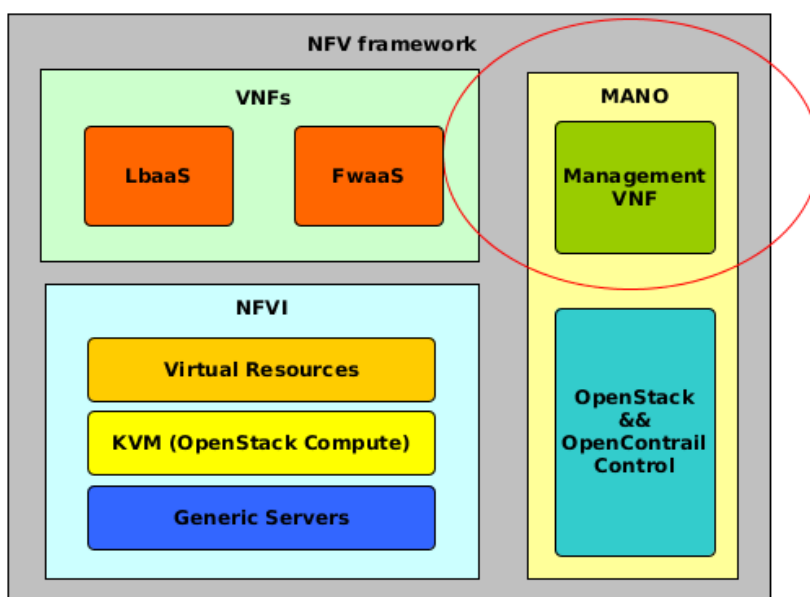 NFV framework
VNFs
LbaaS
FwaaS
MANO
Management
VNF
NFVI
Virtual Resources
KVM (OpenStack Compute)
Generic Servers
OpenStack
&&
OpenContrail
Control